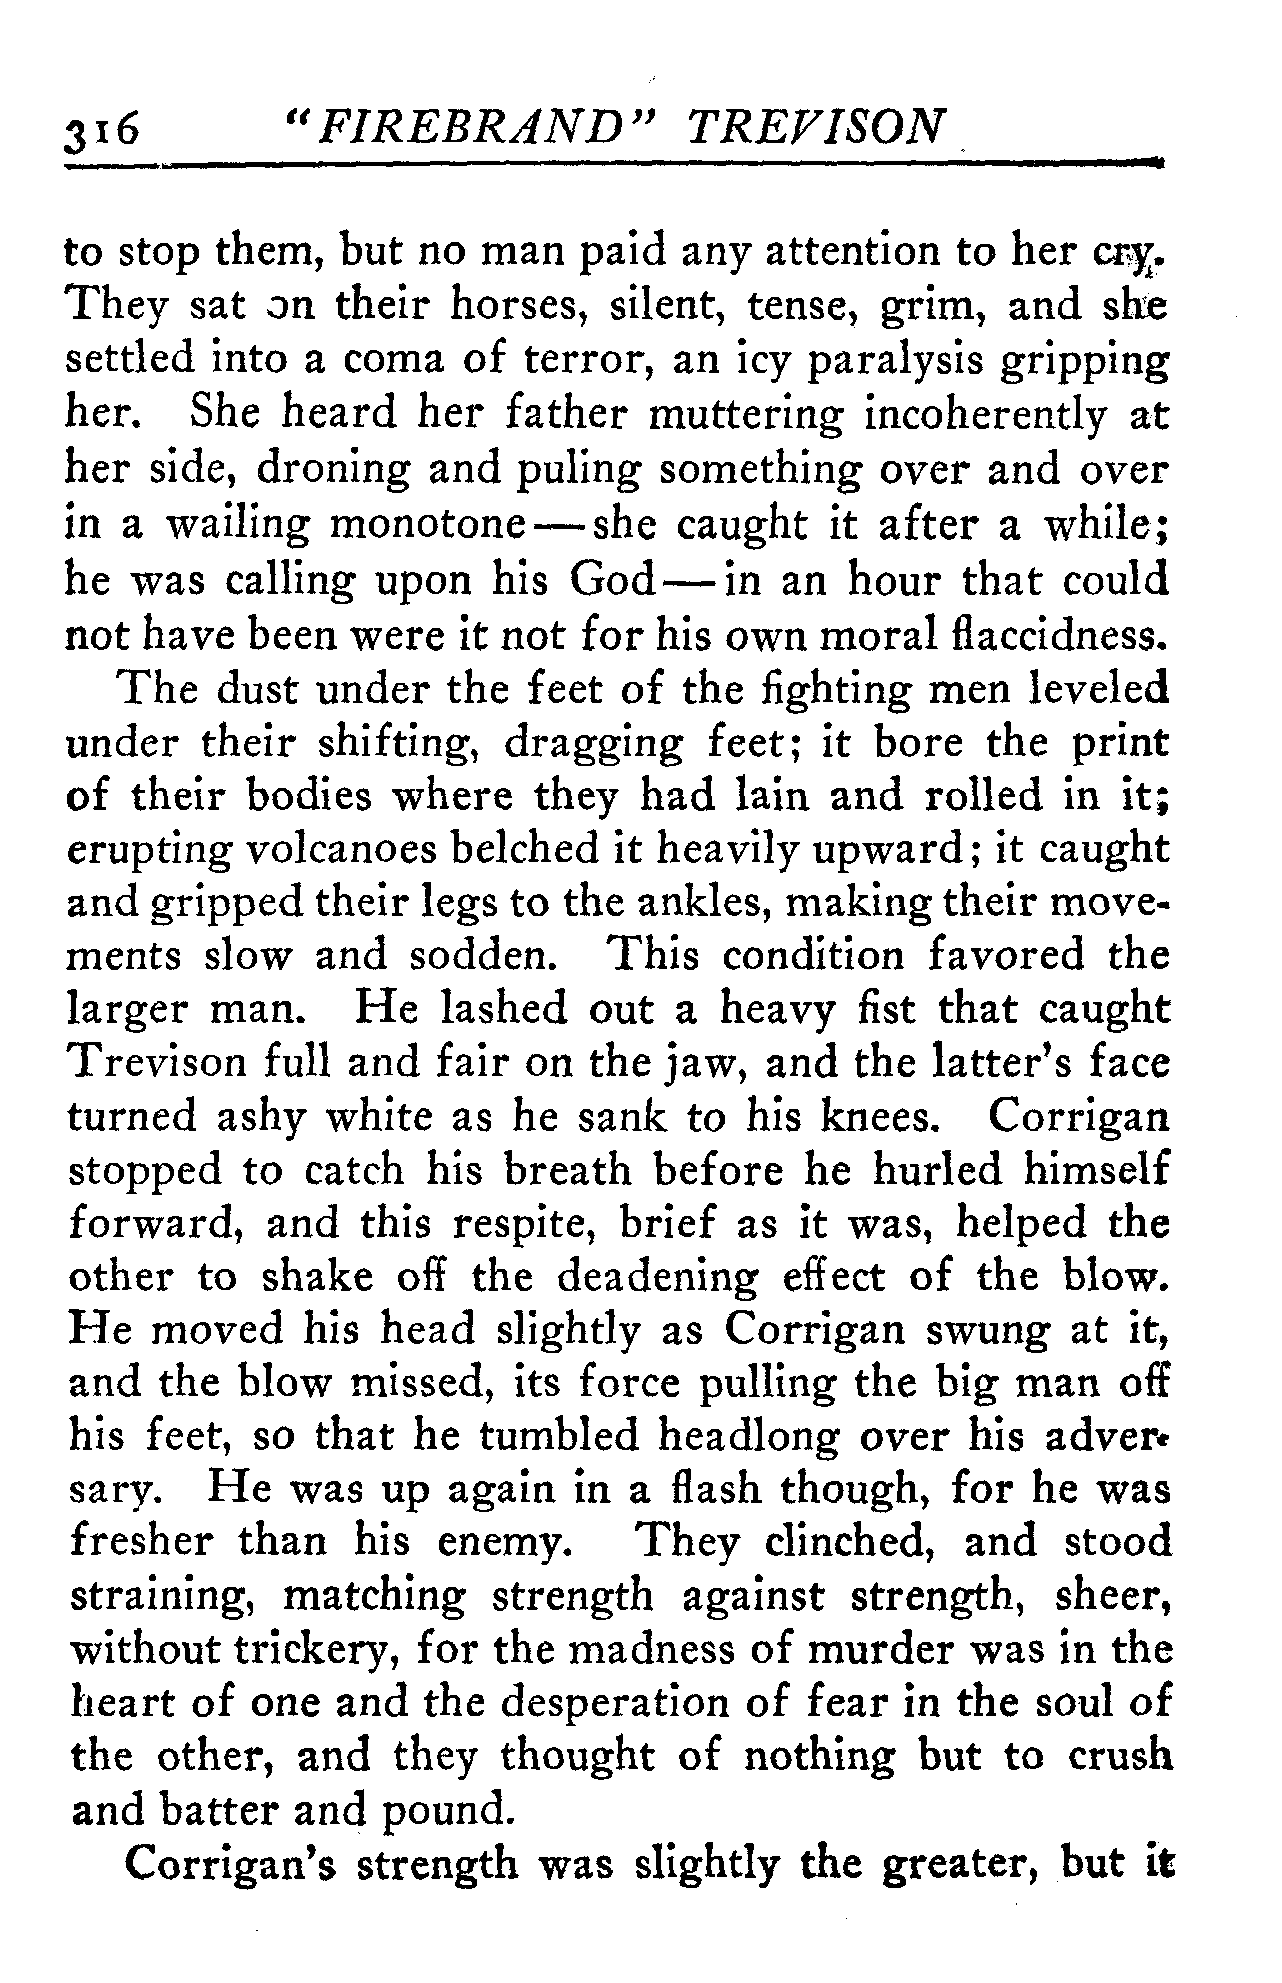 316 "FIREBRAND" TREVISON
to stop them, but no man paid any attention to her cry.
They sat on their horses, silent, tense, grim, and she
settled into a coma of terror, an icy paralysis gripping
her. She heard her father muttering incoherently at
her side, droning and puling something over and over
in a wailing monotone—she caught it after a while;
he was calling upon his God—in an hour that could
not have been were it not for his own moral flaccidness.
The dust under the feet of the fighting men leveled
under their shifting, dragging feet; it bore the print
of their bodies where they had lain and rolled in it;
erupting volcanoes belched it heavily upward; it caught
and gripped their legs to the ankles, making their move-
ments slow and sodden. This condition favored the
larger man. He lashed out a heavy fist that caught
Trevison full and fair on the jaw, and the latter's face
turned ashy white as he sank to his knees. Corrigan
stopped to catch his breath before he hurled himself
forward, and this respite, brief as it was, helped the
other to shake off the deadening effect of the blow.
He moved his head slightly as Corrigan swung at it,
and the blow missed, its force pulling the big man off
his feet, so that he tumbled headlong over his adver-
sary. He was up again in a flash though, for he was
fresher than his enemy. They clinched, and stood
straining, matching strength against strength, sheer,
without trickery, for the madness of murder was in the
heart of one and the desperation of fear in the soul of
the other, and they thought of nothing but to crush
and batter and pound.
Corrigan's strength was slightly the greater, but it